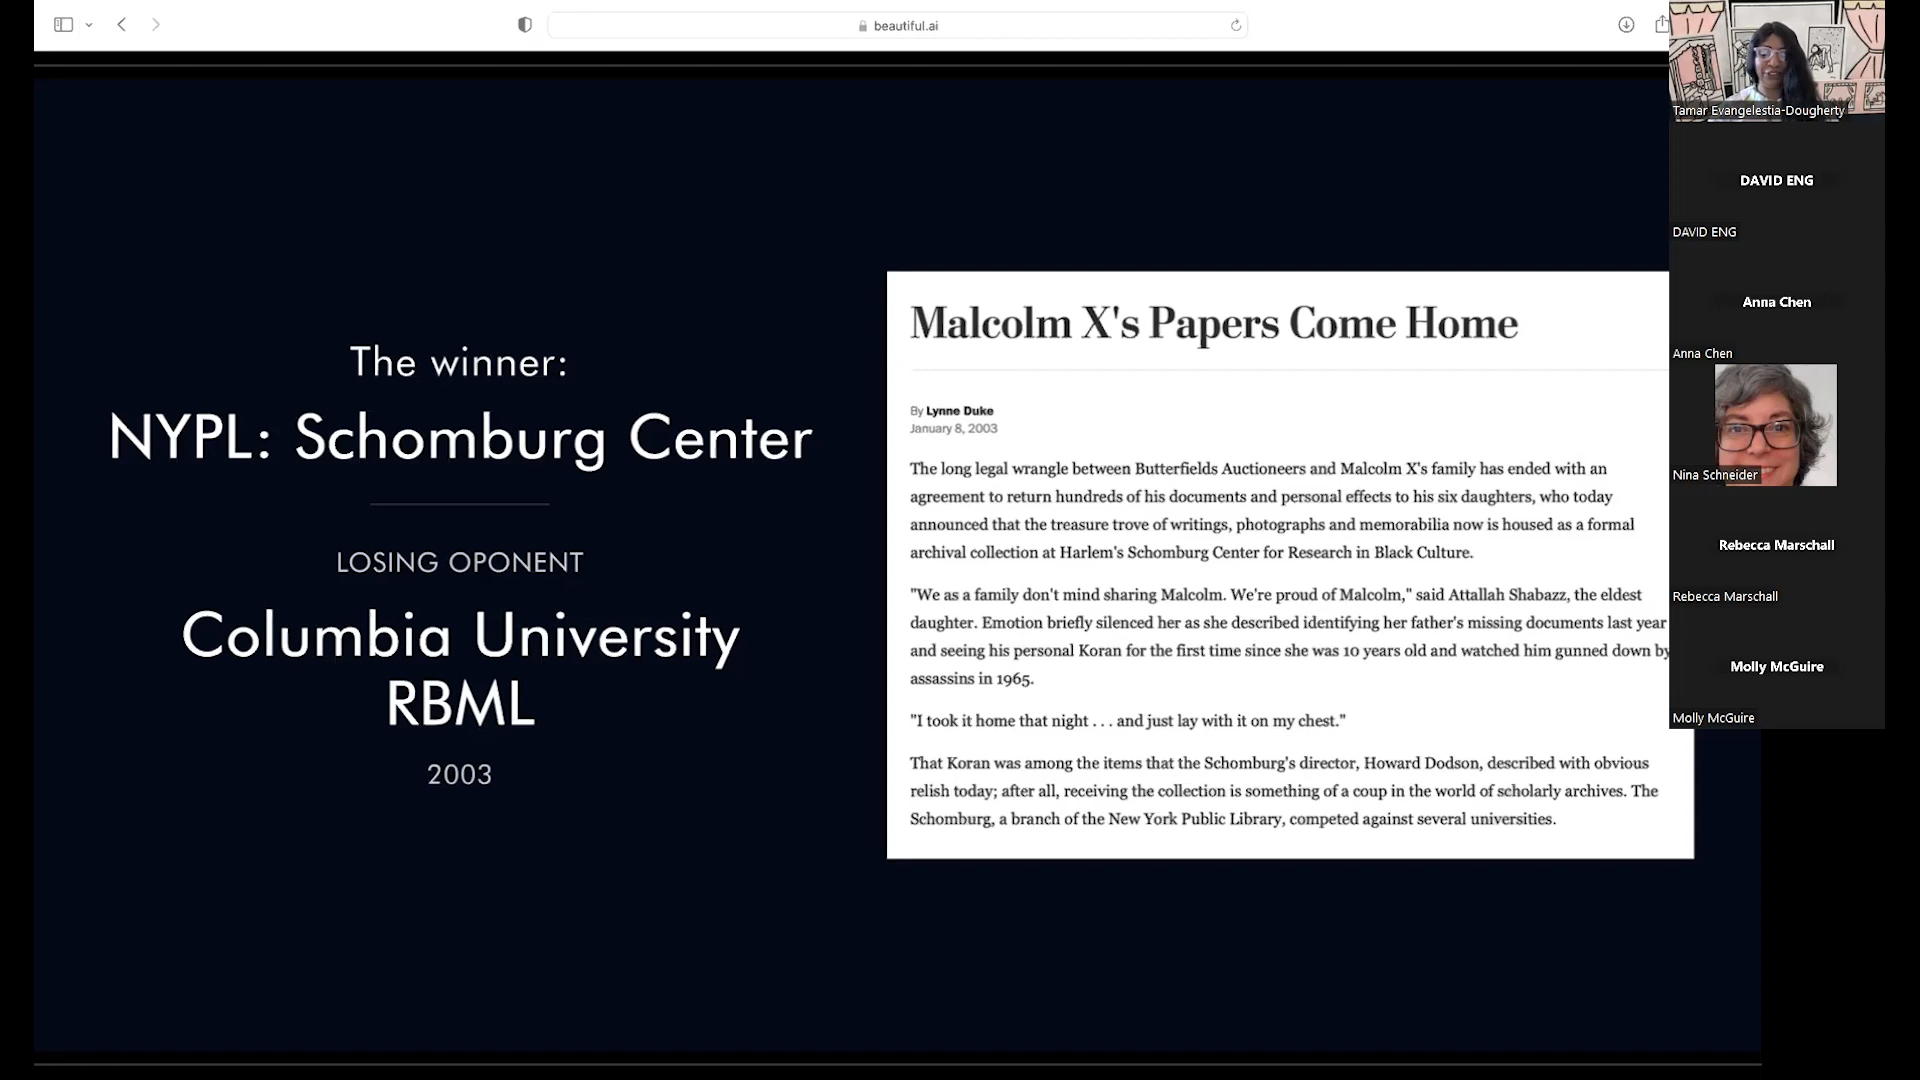 beautiful.ai
The winner:
NYPL: Schomburg Center
LOSING OPONENT
Columbia University
RBML
2003
Malcolm X's Papers Come Home
By Lynne Duke
January 8, 2003
The long legal wrangle between Butterfields Auctioneers and Malcolm X's family has ended with an
agreement to return hundreds of his documents and personal effects to his six daughters, who today
announced that the treasure trove of writings, photographs and memorabilia now is housed as a formal
archival collection at Harlem's Schomburg Center for Research in Black Culture.
"We as a family don't mind sharing Malcolm. We're proud of Malcolm," said Attallah Shabazz, the eldest
daughter. Emotion briefly silenced her as she described identifying her father's missing documents last year
and seeing his personal Koran for the first time since she was 10 years old and watched him gunned down by
assassins in 1965.
"I took it home that night . . . and just lay with it on my chest."
That Koran was among the items that the Schomburg's director, Howard Dodson, described with obvious
relish today; after all, receiving the collection is something of a coup in the world of scholarly archives. The
Schomburg, a branch of the New York Public Library, competed against several universities.
Tamar Evangelestia-Dougherty
DAVID ENG
DAVID ENG
Anna Chen
Anna Chen
Nina Schneider
Rebecca Marschall
Rebecca Marschall
Molly McGuire
Molly McGuire